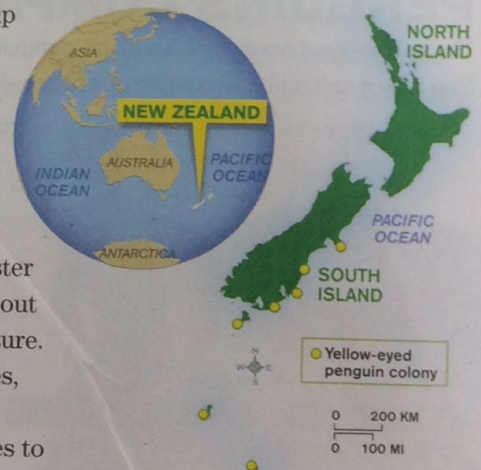 p
ASIA
NEW ZEALAND
AUSTRALIA
PACIFIC
OCEAN
INDIAN
OCEAN
ANTARCTICA
NORTH
ISLAND
PACIFIC
OCEAN
SOUTH
ISLAND
ster
out
ure.
es,
es to
N
W E
S
Yellow-eyed
penguin colony
0 200 KM
0 100 MI